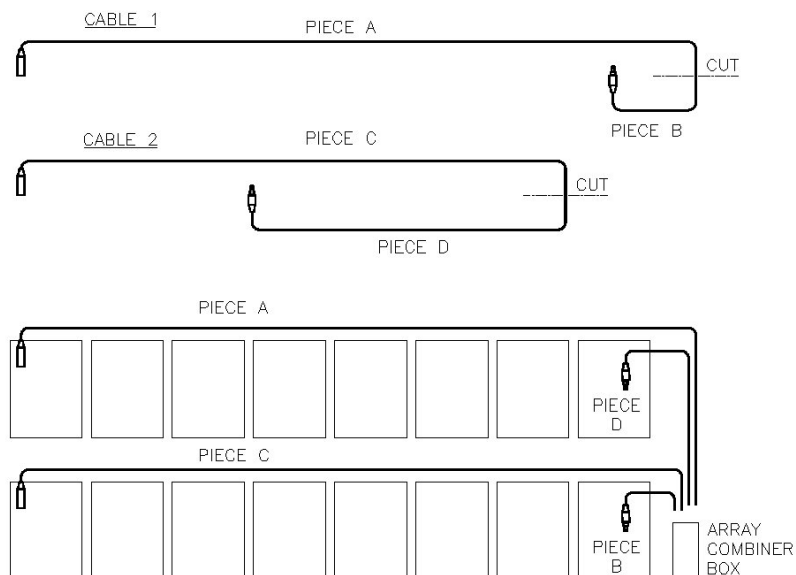 CABLE 1
PIECE A
CUT
PIECE B
CABLE 2
PIECE C
CUT
PIECE D
PIECE A
PIECE
D
PIECE C
PIECE
B
ARRAY
COMBINER
BOX